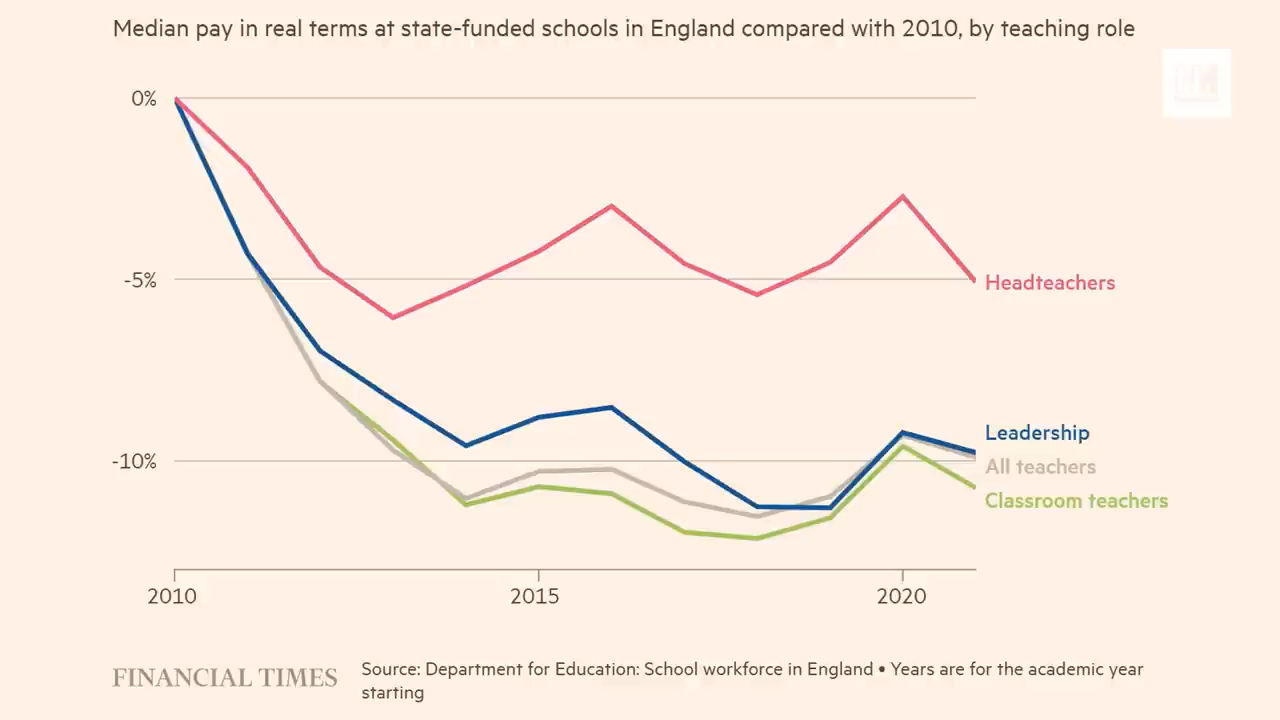 Median pay in real terms at state-funded schools in England compared with 2010, by teaching role
0%
-5%
Headteachers
Leadership
-10%
All teachers
Classroom teachers
2010 2015 2020
FINANCIAL TIMES
Source: Department for Education: School workforce in England • Years are for the academic year
starting